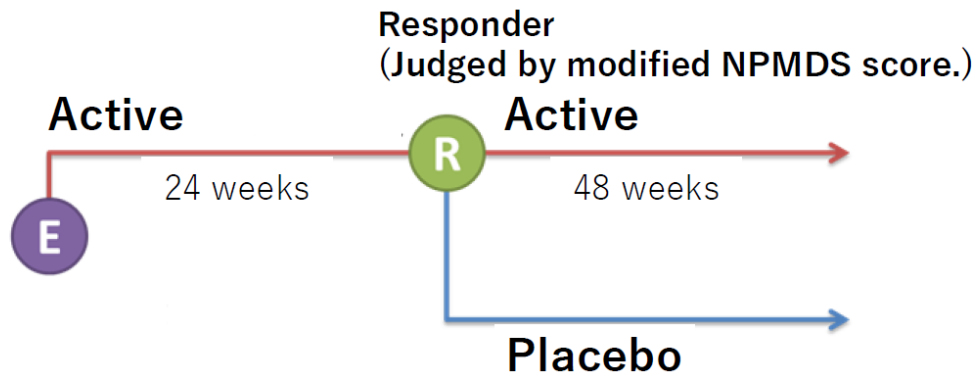 Responder
(Judged by modified NPMDS score.)
Active
Active
R
24 weeks
48 weeks
E
Placebo